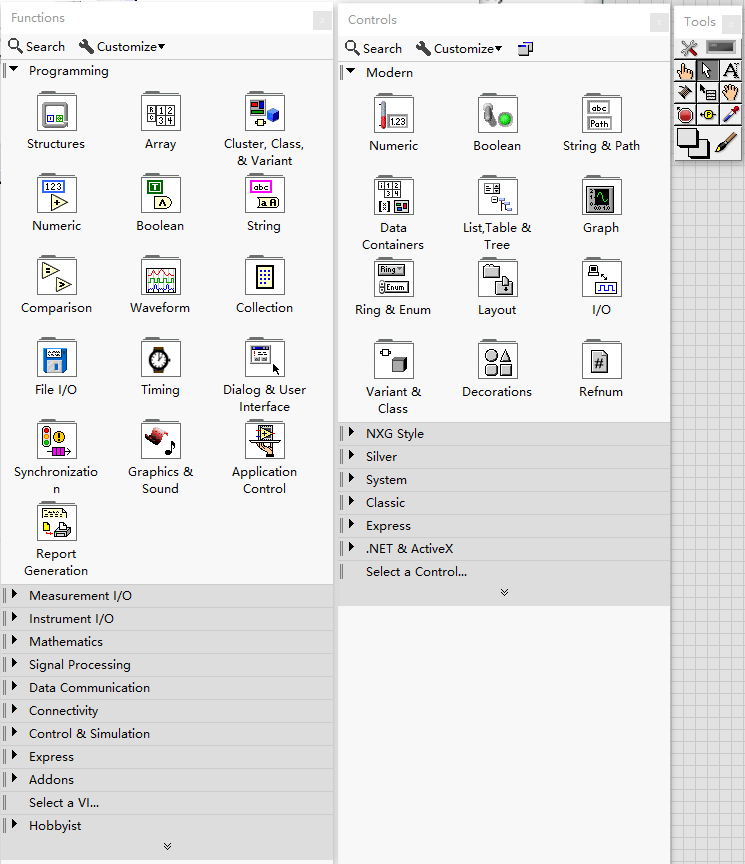 Functions
Search Customize
Programming
Structures Array Cluster, Class,
& Variant
Numeric Boolean String
Comparison Waveform Collection
File I/O Timing Dialog & User
Interface
Synchronizatio
n
Graphics &
Sound
Application
Control
Report
Generation
Measurement I/O
Instrument I/O
Mathematics
Signal Processing
Data Communication
Connectivity
Control & Simulation
Express
Addons
Select a VI...
Hobbyist
Controls
Search Customize
Modern
Numeric Boolean String & Path
Data
Containers
List,Table &
Tree
Graph
Ring & Enum Layout I/O
Variant &
Class
Decorations Refnum
NXG Style
Silver
System
Classic
Express
.NET & ActiveX
Select a Control...
Tools